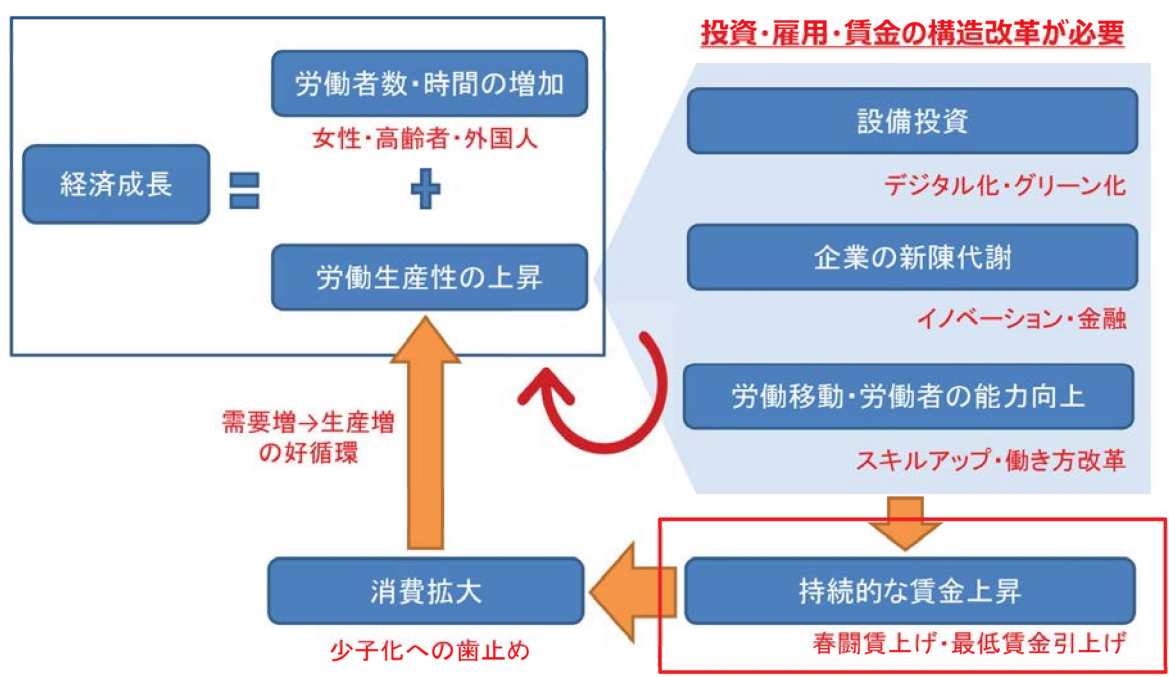 投資・雇用・賃金の構造改革が必要
労働者数・時間の増加
女性・高齢者・外国人
経済成長
=
+
労働生産性の上昇
設備投資
デジタル化・グリーン化
企業の新陳代謝
イノベーション・金融
労働移動・労働者の能力向上
スキルアップ・働き方改革
需要増→生産増
の好循環
持続的な賃金上昇
春闘賃上げ・最低賃金引上げ
消費拡大
少子化への歯止め